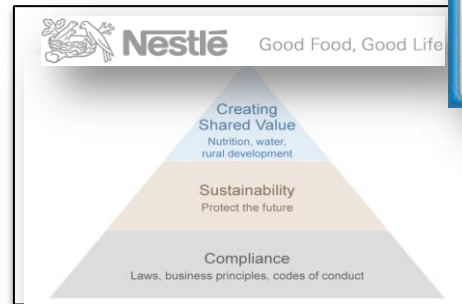 Nestlé Good Food, Good Life
Creating
Shared Value
Nutrition, water,
rural development
Sustainability
Protect the future
Compliance
Laws, business principles, codes of conduct